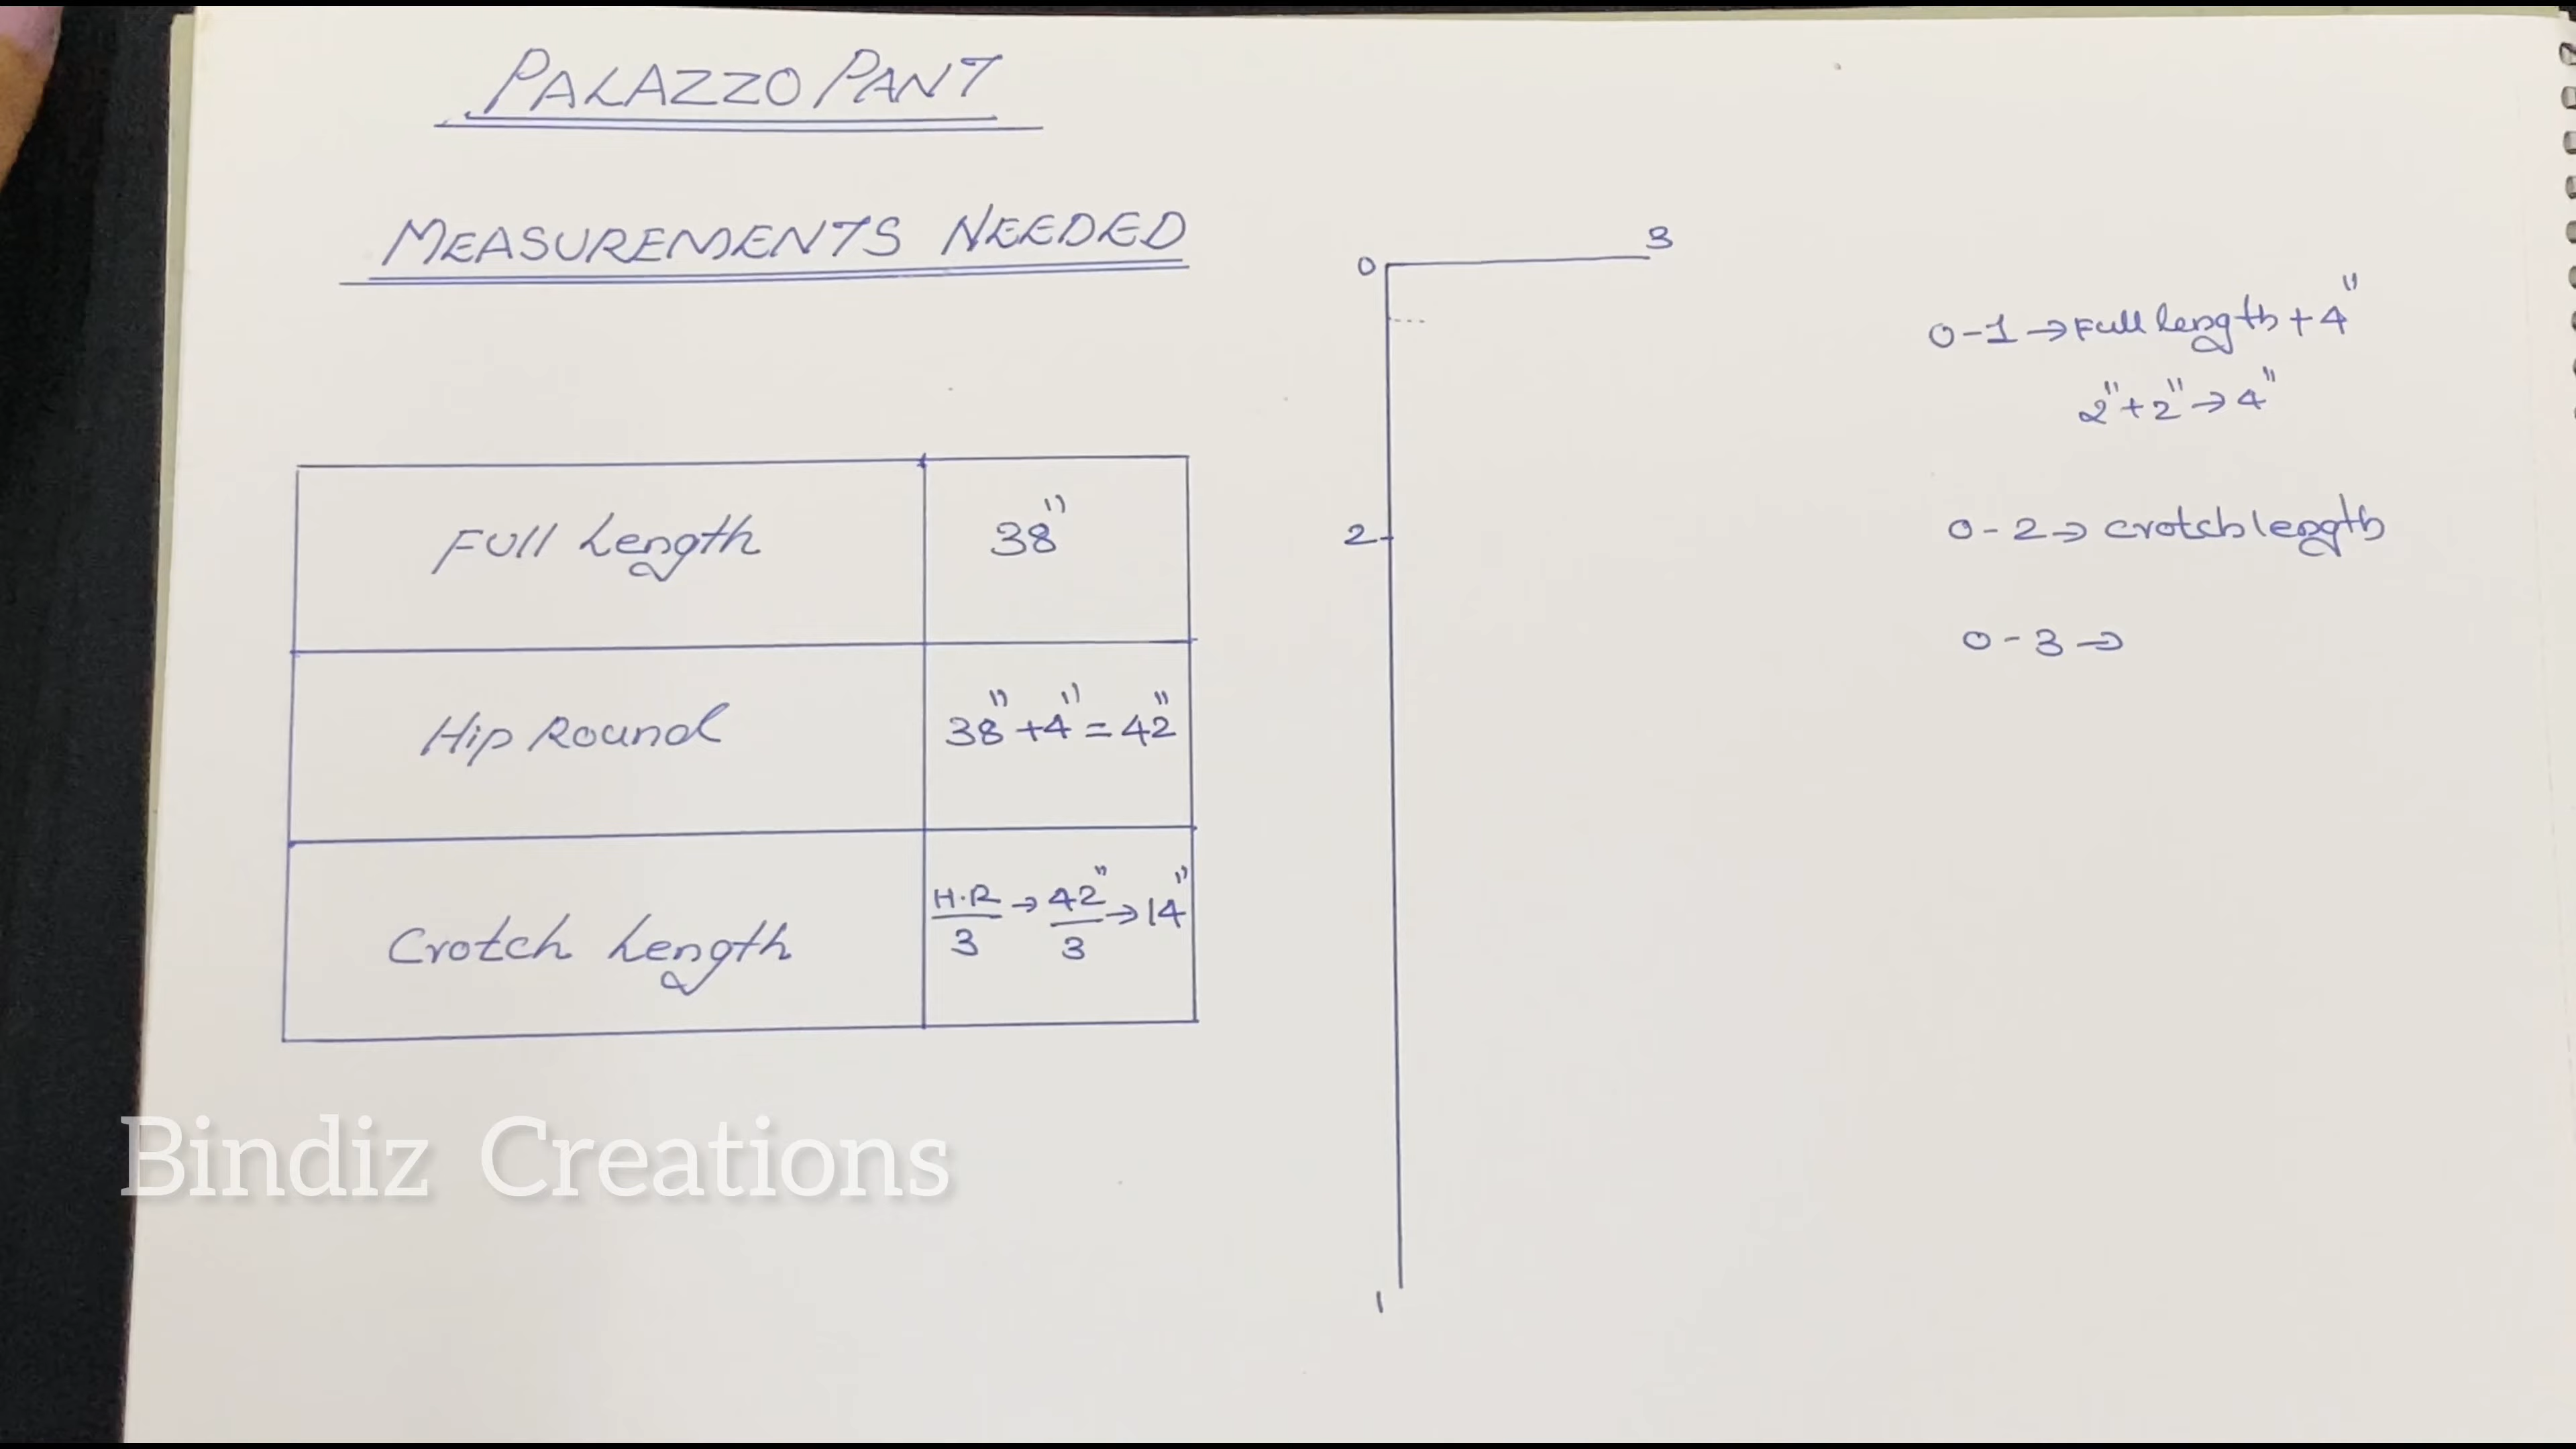 PALAZZO PANT
MEASUREMENTS NEEDED
Full Length 38"
Hip Round 38"+4"=42"
Crotch Length H.R/3→42"/3→14"
0 3
2
1
0-1→Full length+4"
2"+2"→4"
0-2→crotch length
0-3→
Bindiz Creations